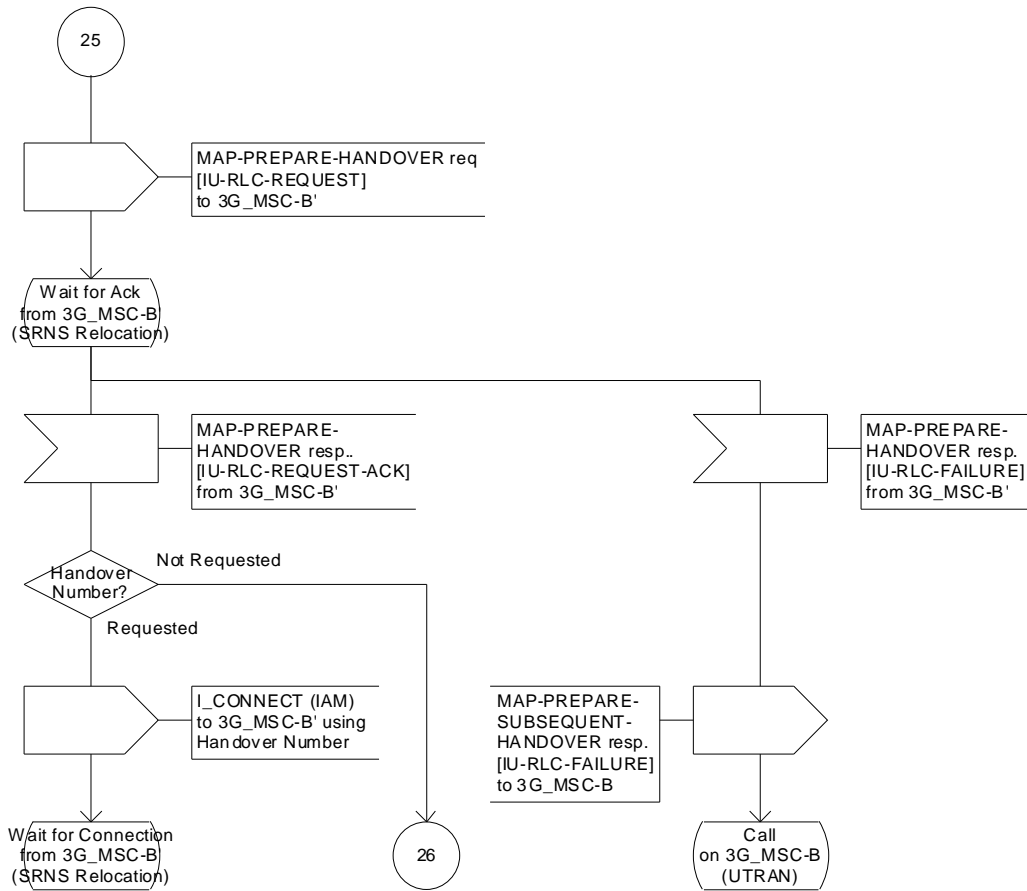 25
MAP-PREPARE-HANDOVER req
[IU-RLC-REQUEST]
to 3G_MSC-B'
Wait for Ack
from 3G_MSC-B'
(SRNS Relocation)
MAP-PREPARE-
HANDOVER resp..
[IU-RLC-REQUEST-ACK]
from 3G_MSC-B'
MAP-PREPARE-
HANDOVER resp.
[IU-RLC-FAILURE]
from 3G_MSC-B'
Handover
Number?
Not Requested
Requested
I_CONNECT (IAM)
to 3G_MSC-B' using
Handover Number
MAP-PREPARE-
SUBSEQUENT-
HANDOVER resp.
[IU-RLC-FAILURE]
to 3G_MSC-B
Wait for Connection
from 3G_MSC-B'
(SRNS Relocation)
26
Call
on 3G_MSC-B
(UTRAN)